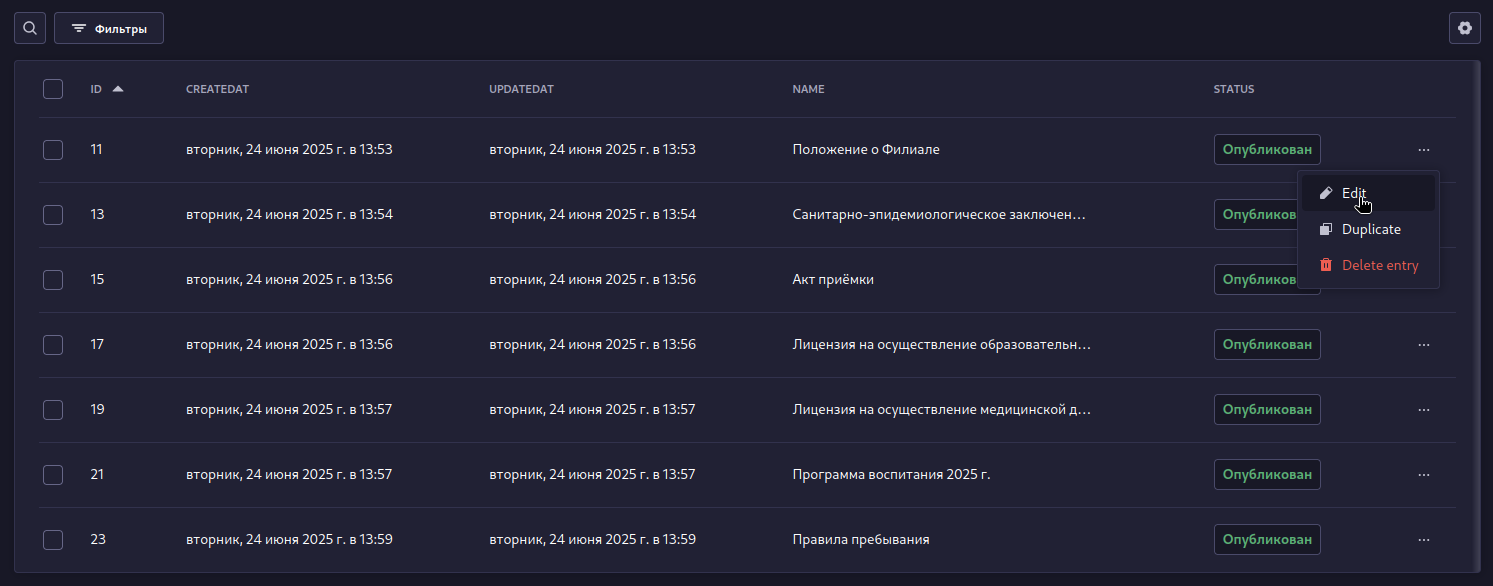 Фильтры
ID CREATEDAT UPDATEDAT NAME STATUS
11 вторник, 24 июня 2025 г. в 13:53 вторник, 24 июня 2025 г. в 13:53 Положение о Филиале Опубликован ...
Edit
13 вторник, 24 июня 2025 г. в 13:54 вторник, 24 июня 2025 г. в 13:54 Санитарно-эпидемиологическое заключен... Опубликов
Duplicate
Delete entry
15 вторник, 24 июня 2025 г. в 13:56 вторник, 24 июня 2025 г. в 13:56 Акт приёмки Опубликов
17 вторник, 24 июня 2025 г. в 13:56 вторник, 24 июня 2025 г. в 13:56 Лицензия на осуществление образовательн... Опубликован ...
19 вторник, 24 июня 2025 г. в 13:57 вторник, 24 июня 2025 г. в 13:57 Лицензия на осуществление медицинской д... Опубликован ...
21 вторник, 24 июня 2025 г. в 13:57 вторник, 24 июня 2025 г. в 13:57 Программа воспитания 2025 г. Опубликован ...
23 вторник, 24 июня 2025 г. в 13:59 вторник, 24 июня 2025 г. в 13:59 Правила пребывания Опубликован ...